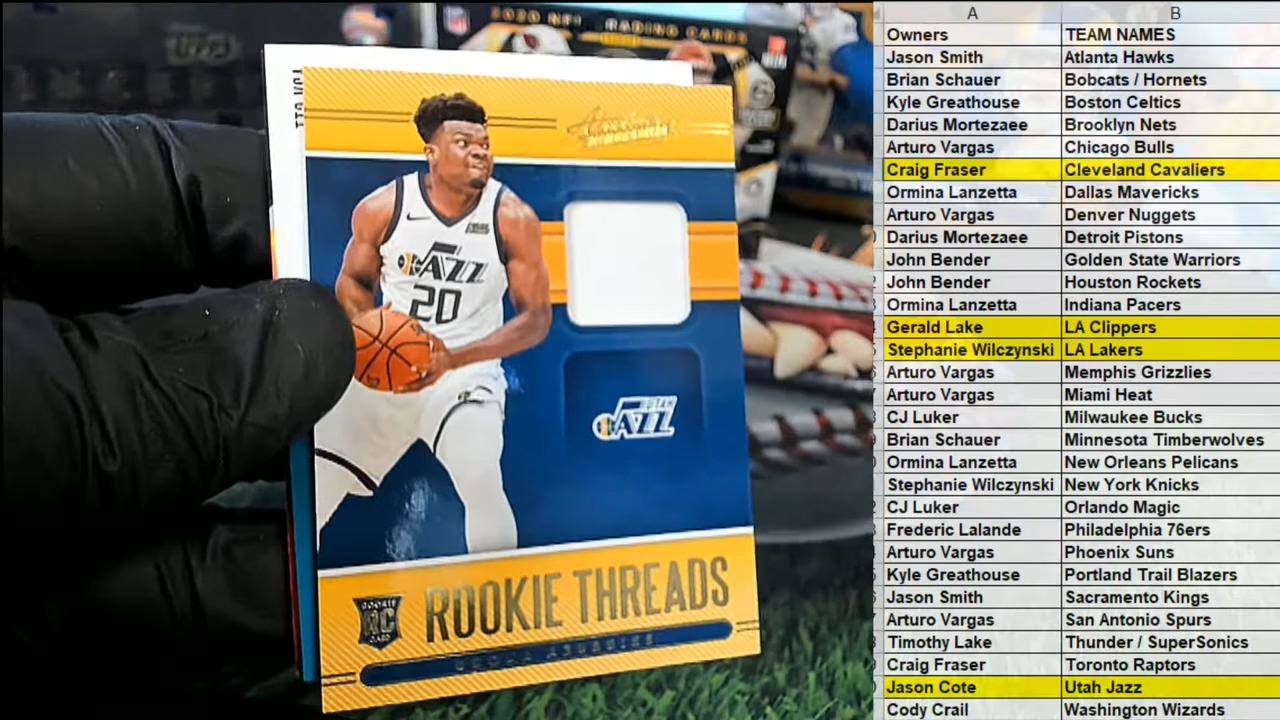 2020 NFL TRADING CARDS
JAZZ
20
UTAH
JAZZ
ROOKIE
RC
CARD
ROOKIE THREADS
A B
Owners TEAM NAMES
Jason Smith Atlanta Hawks
Brian Schauer Bobcats / Hornets
Kyle Greathouse Boston Celtics
Darius Mortezaee Brooklyn Nets
Arturo Vargas Chicago Bulls
Craig Fraser Cleveland Cavaliers
Ormina Lanzetta Dallas Mavericks
Arturo Vargas Denver Nuggets
Darius Mortezaee Detroit Pistons
John Bender Golden State Warriors
John Bender Houston Rockets
Ormina Lanzetta Indiana Pacers
Gerald Lake LA Clippers
Stephanie Wilczynski LA Lakers
Arturo Vargas Memphis Grizzlies
Arturo Vargas Miami Heat
CJ Luker Milwaukee Bucks
Brian Schauer Minnesota Timberwolves
Ormina Lanzetta New Orleans Pelicans
Stephanie Wilczynski New York Knicks
CJ Luker Orlando Magic
Frederic Lalande Philadelphia 76ers
Arturo Vargas Phoenix Suns
Kyle Greathouse Portland Trail Blazers
Jason Smith Sacramento Kings
Arturo Vargas San Antonio Spurs
Timothy Lake Thunder / SuperSonics
Craig Fraser Toronto Raptors
Jason Cote Utah Jazz
Cody Crail Washington Wizards